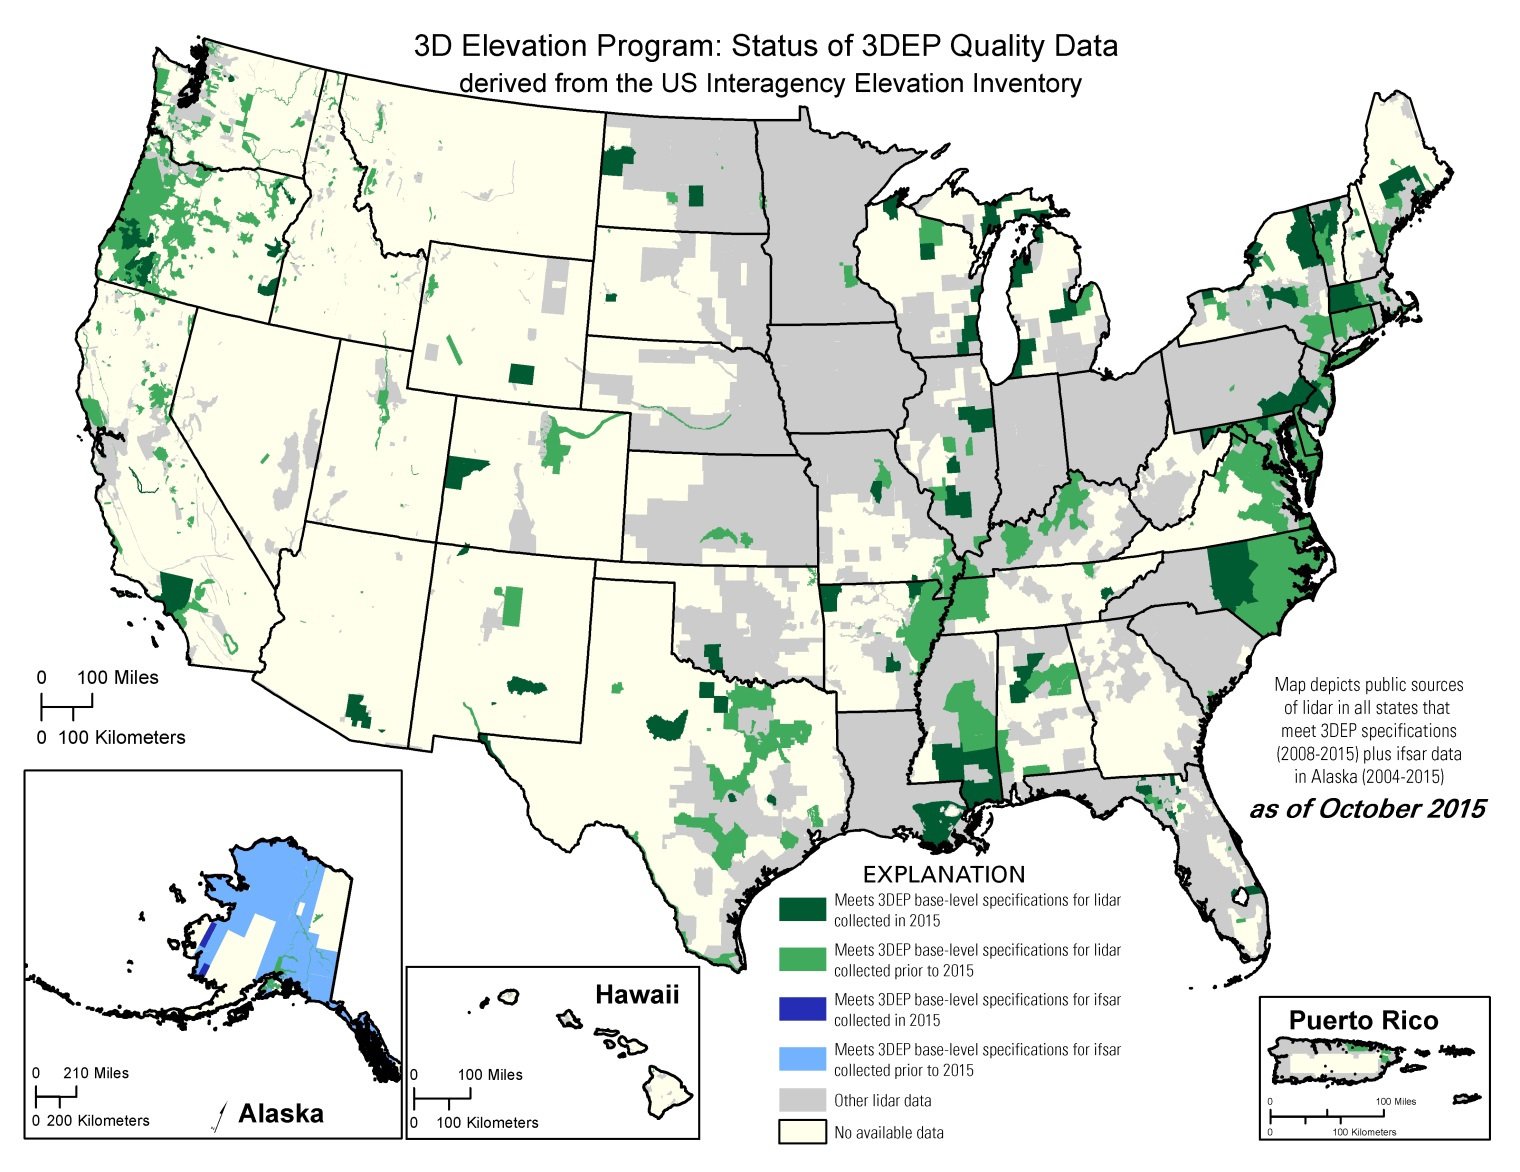 3D Elevation Program: Status of 3DEP Quality Data
derived from the US Interagency Elevation Inventory
0 100 Miles
0 100 Kilometers
Map depicts public sources
of lidar in all states that
meet 3DEP specifications
(2008-2015) plus ifsar data
in Alaska (2004-2015)
as of October 2015
EXPLANATION
Meets 3DEP base-level specifications for lidar
collected in 2015
Meets 3DEP base-level specifications for lidar
collected prior to 2015
Meets 3DEP base-level specifications for ifsar
collected in 2015
Meets 3DEP base-level specifications for ifsar
collected prior to 2015
Other lidar data
No available data
0 210 Miles
0 200 Kilometers
Alaska
Hawaii
0 100 Miles
0 100 Kilometers
Puerto Rico
0 100 Miles
0 100 Kilometers